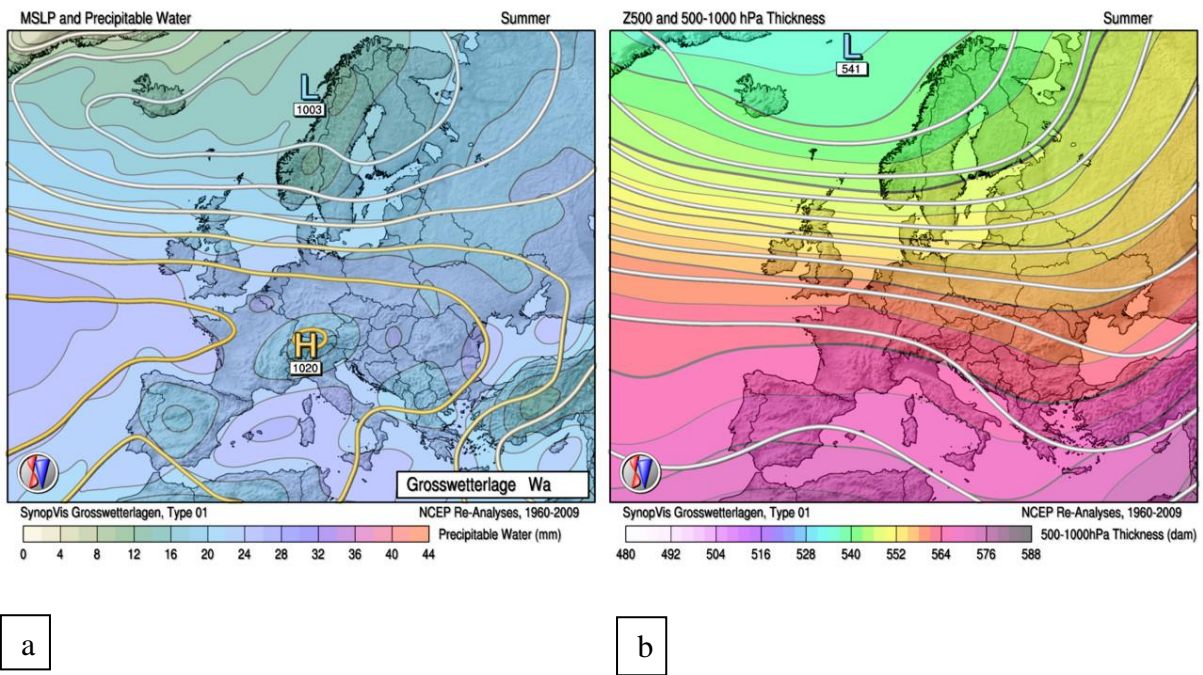 MSLP and Precipitable Water Summer
L
1003
H
1020
Grosswetterlage Wa
SynopVis Grosswetterlagen, Type 01 NCEP Re-Analyses, 1960-2009
Precipitable Water (mm)
0 4 8 12 16 20 24 28 32 36 40 44
a
Z500 and 500-1000 hPa Thickness Summer
L
541
SynopVis Grosswetterlagen, Type 01 NCEP Re-Analyses, 1960-2009
500-1000hPa Thickness (dam)
480 492 504 516 528 540 552 564 576 588
b